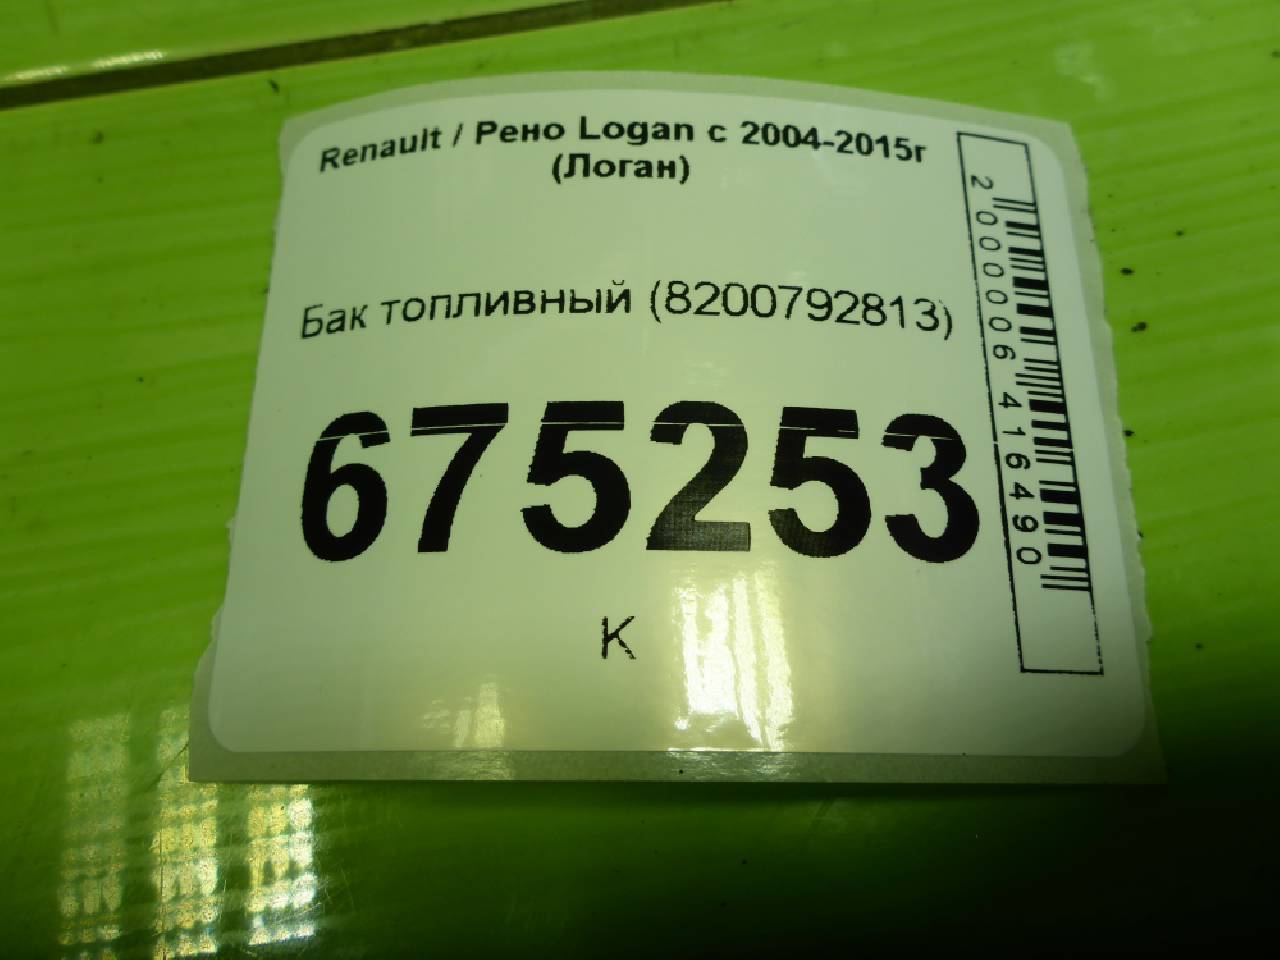 Renault / Рено Logan с 2004-2015г
(Логан)
Бак топливный (8200792813)
675253
К
2000006416490